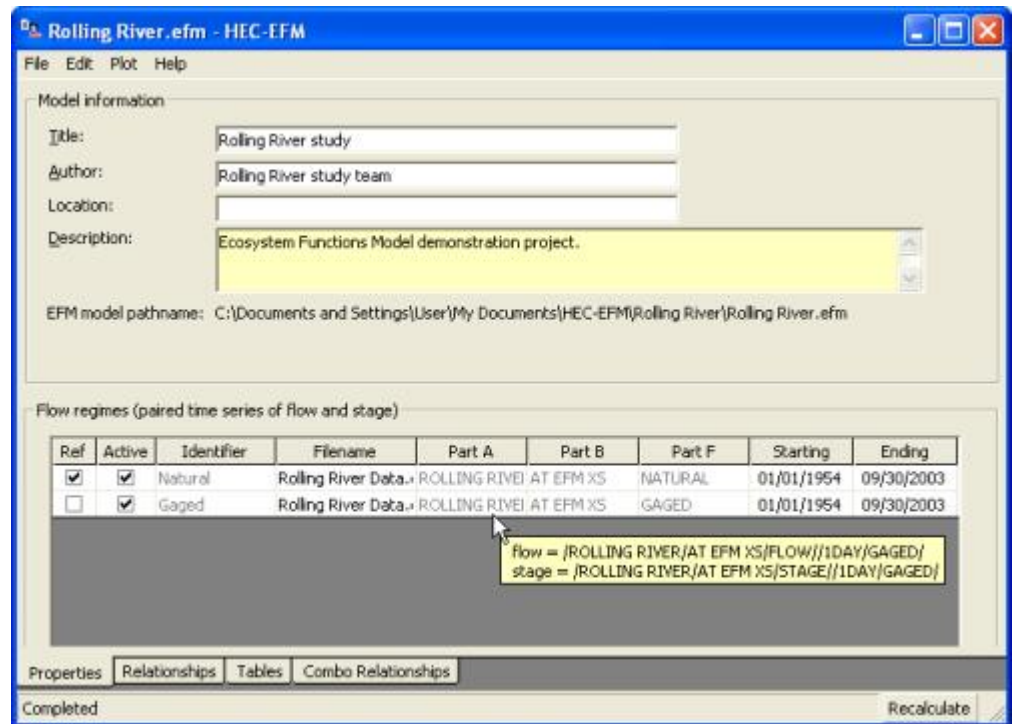 Rolling River.efm - HEC-EFM
File Edit Plot Help
Model information
Title: Rolling River study
Author: Rolling River study team
Location:
Description: Ecosystem Functions Model demonstration project.
EFM model pathname: C:\Documents and Settings\User\My Documents\HEC-EFM\Rolling River\Rolling River.efm
Flow regimes (paired time series of flow and stage)
Ref Active Identifier Filename Part A Part B Part F Starting Ending
Natural Rolling River Data. ROLLING RIVE AT EFM XS NATURAL 01/01/1954 09/30/2003
Gaged Rolling River Data. ROLLING RIVE AT EFM XS GAGED 01/01/1954 09/30/2003
flow = /ROLLING RIVER/AT EFM XS/FLOW//1DAY/GAGED/
stage = /ROLLING RIVER/AT EFM XS/STAGE//1DAY/GAGED/
Properties Relationships Tables Combo Relationships
Completed Recalculate